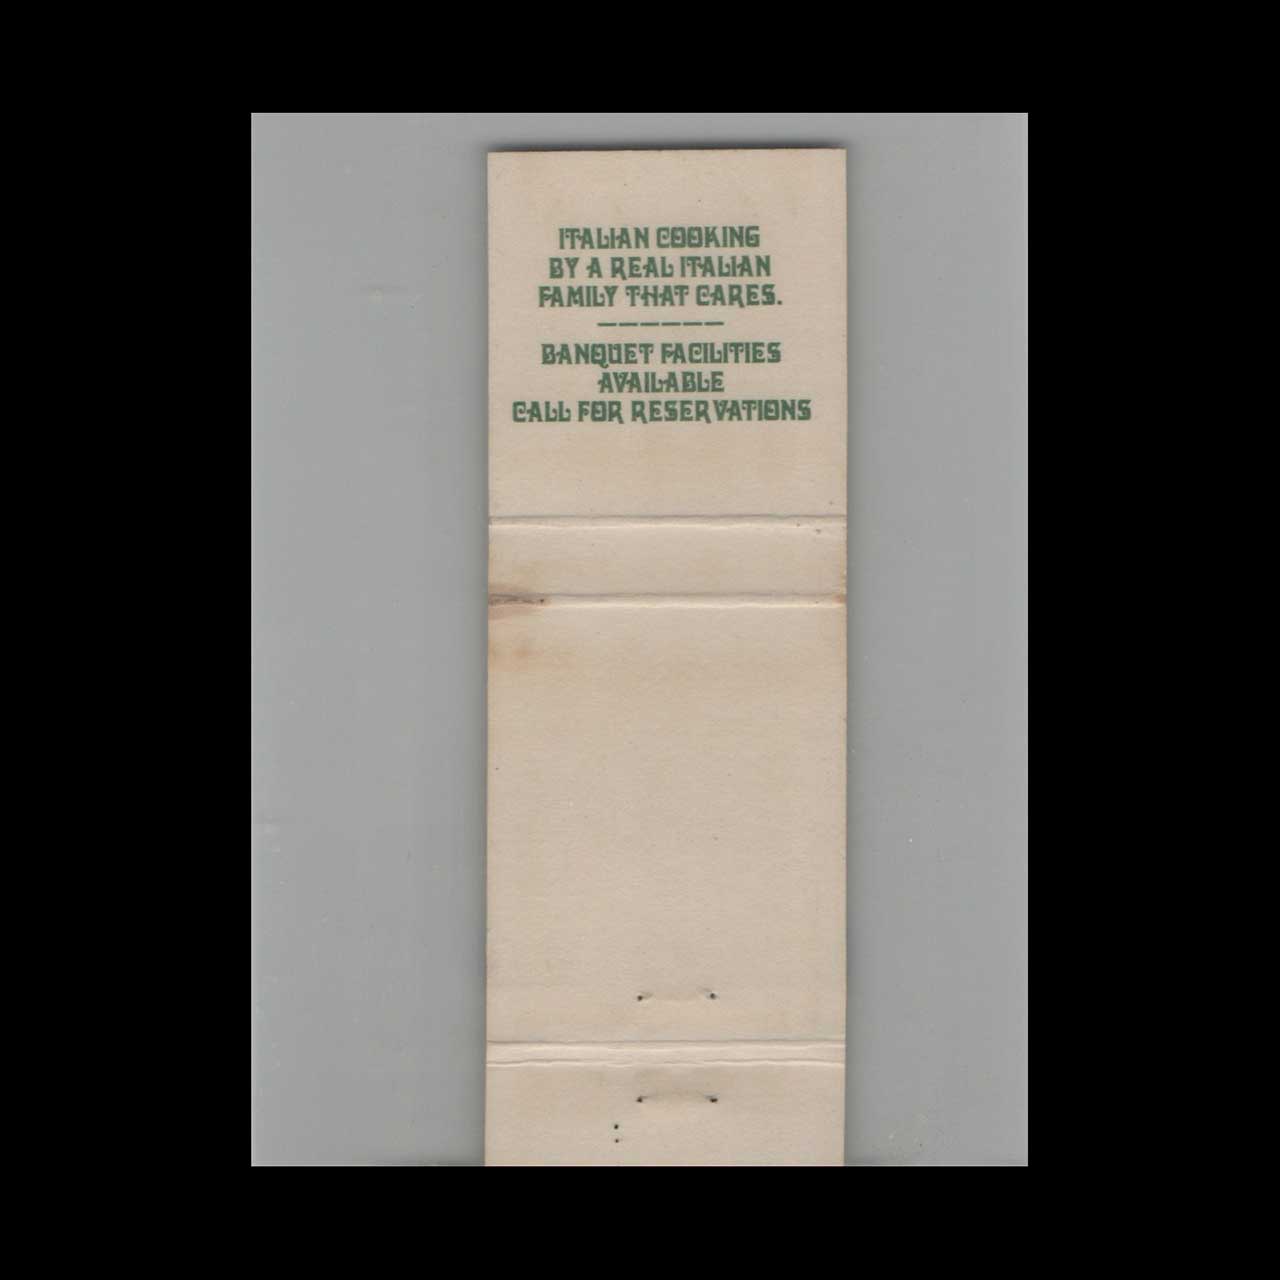 ITALIAN COOKING
BY A REAL ITALIAN
FAMILY THAT CARES.
——————
BANQUET FACILITIES
AVAILABLE
CALL FOR RESERVATIONS